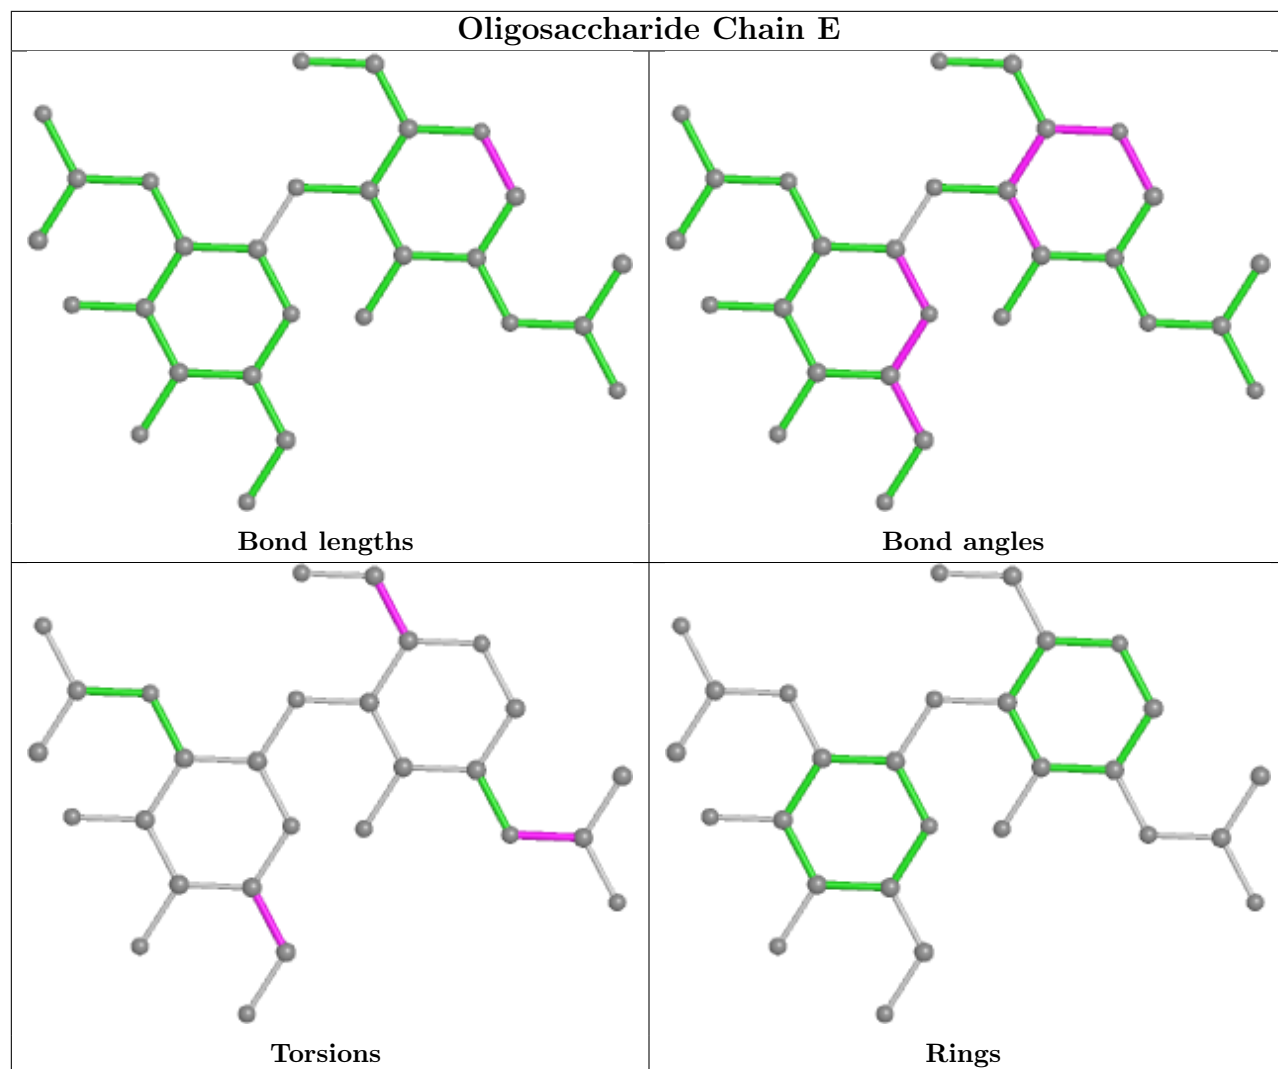 Oligosaccharide Chain E
Bond lengths
Bond angles
Torsions
Rings